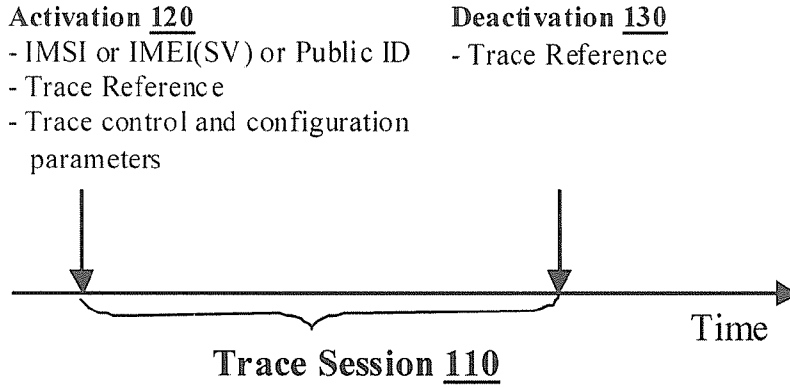 Activation 120
- IMSI or IMEI(SV) or Public ID
- Trace Reference
- Trace control and configuration
parameters
Deactivation 130
- Trace Reference
Time
Trace Session 110